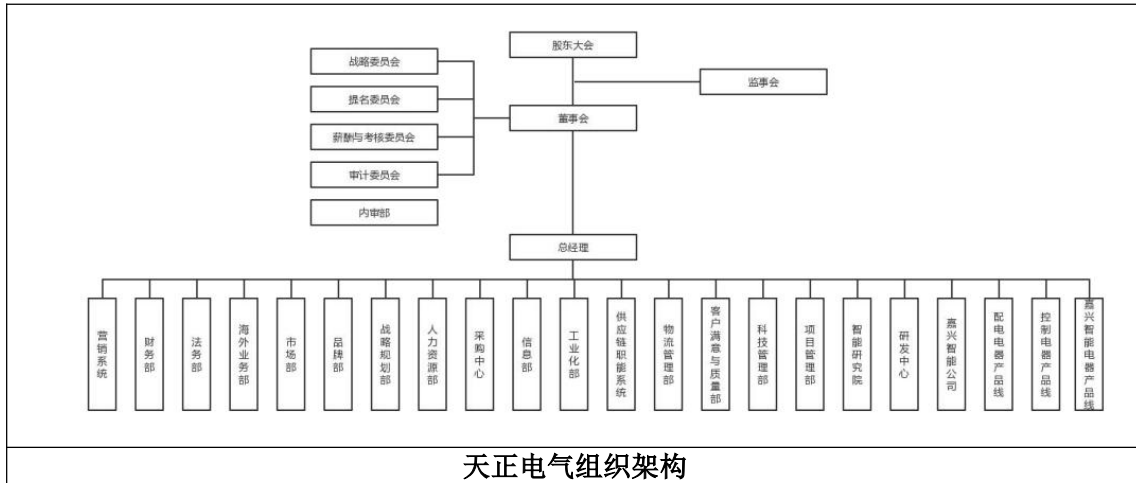 股东大会
战略委员会
监事会
提名委员会
董事会
薪酬与考核委员会
审计委员会
内审部
总经理
营销系统
财务部
法务部
海外业务部
市场部
品牌部
战略规划部
人力资源部
采购中心
信息部
工业化部
供应链职能系统
物流管理部
客户满意与质量部
科技管理部
项目管理部
智能研究院
研发中心
嘉兴智能公司
配电电器产品线
控制电器产品线
嘉兴智能电器产品线
天正电气组织架构